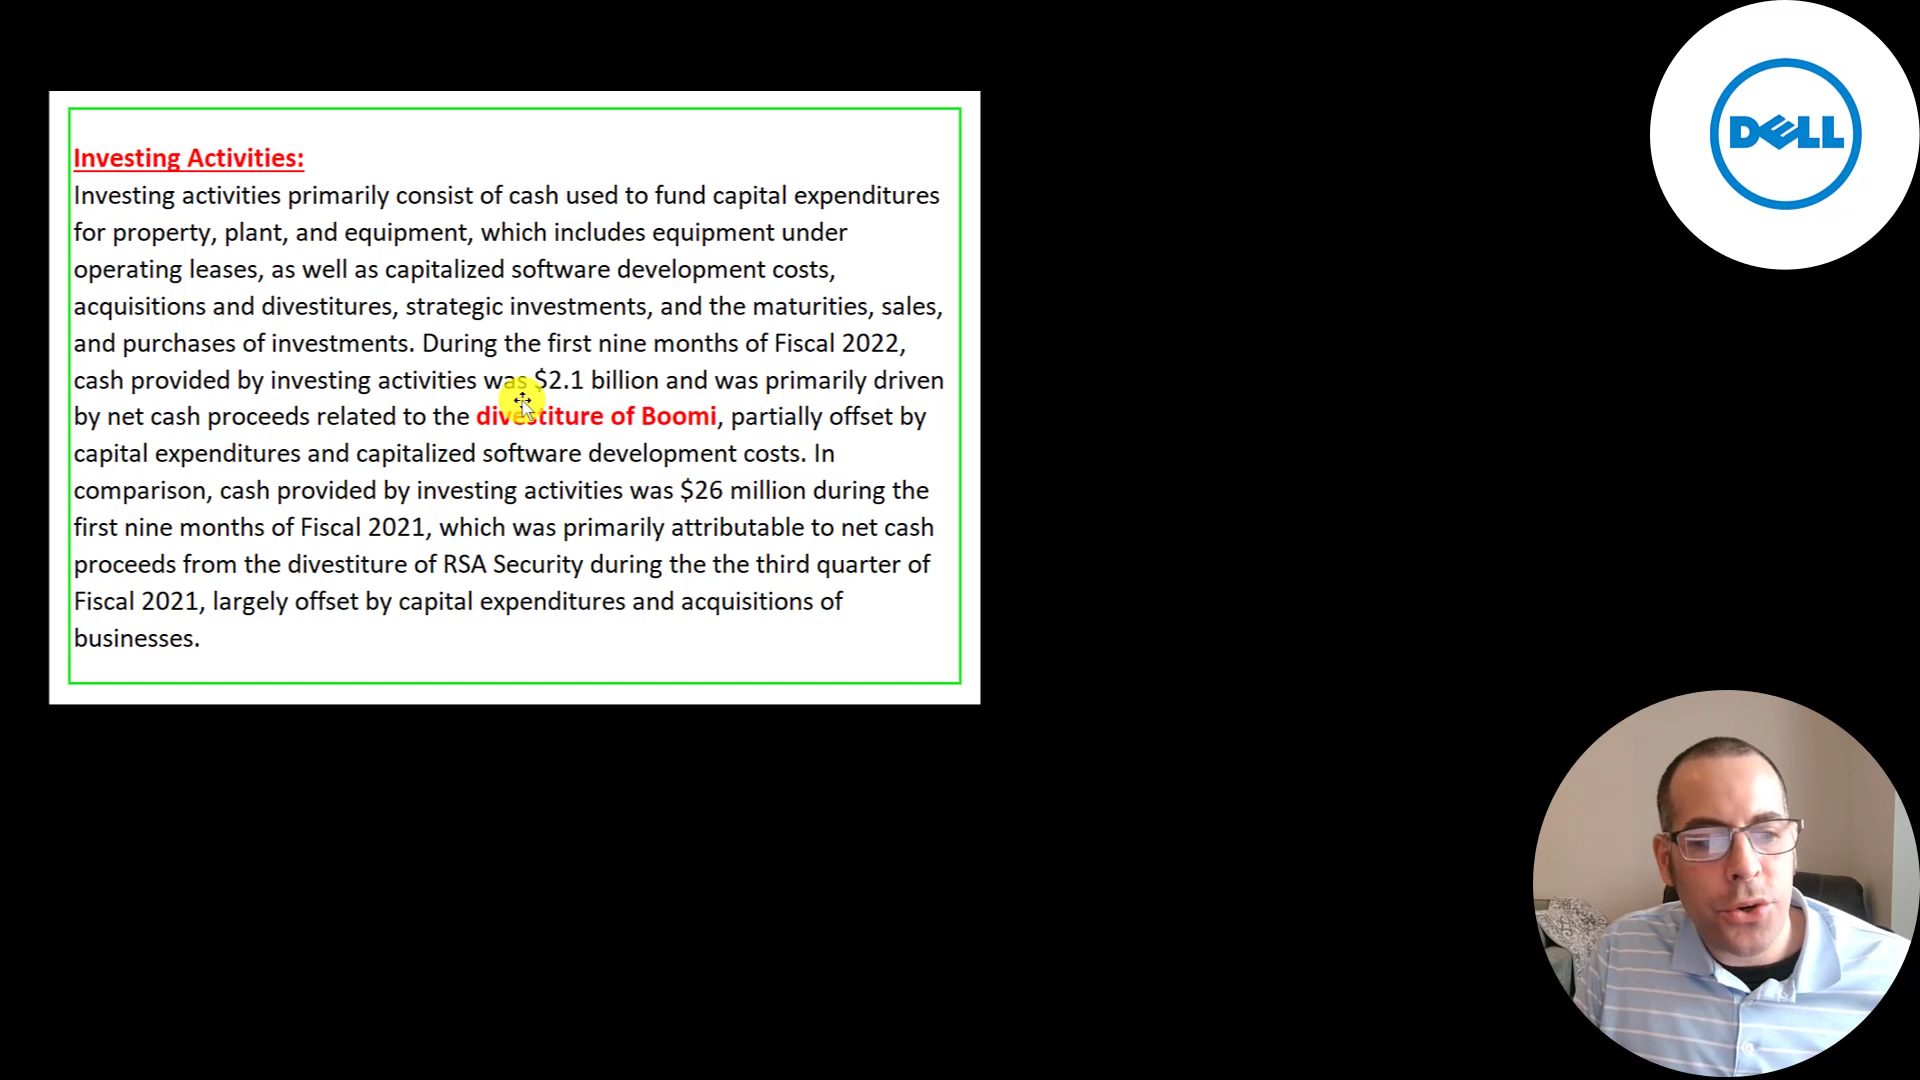 Investing Activities:
Investing activities primarily consist of cash used to fund capital expenditures
for property, plant, and equipment, which includes equipment under
operating leases, as well as capitalized software development costs,
acquisitions and divestitures, strategic investments, and the maturities, sales,
and purchases of investments. During the first nine months of Fiscal 2022,
cash provided by investing activities was $2.1 billion and was primarily driven
by net cash proceeds related to the divestiture of Boomi, partially offset by
capital expenditures and capitalized software development costs. In
comparison, cash provided by investing activities was $26 million during the
first nine months of Fiscal 2021, which was primarily attributable to net cash
proceeds from the divestiture of RSA Security during the the third quarter of
Fiscal 2021, largely offset by capital expenditures and acquisitions of
businesses.
DELL